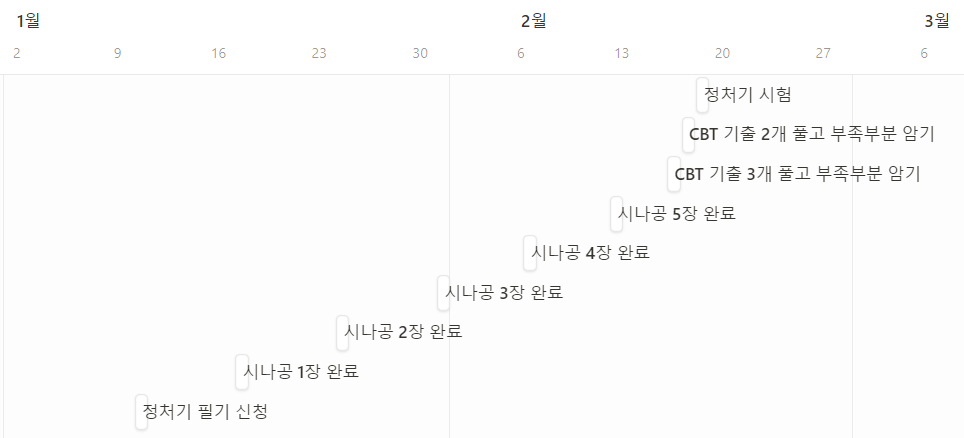 1월 2월 3월
2 9 16 23 30 6 13 20 27 6
정처기 시험
CBT 기출 2개 풀고 부족부분 암기
CBT 기출 3개 풀고 부족부분 암기
시나공 5장 완료
시나공 4장 완료
시나공 3장 완료
시나공 2장 완료
시나공 1장 완료
정처기 필기 신청